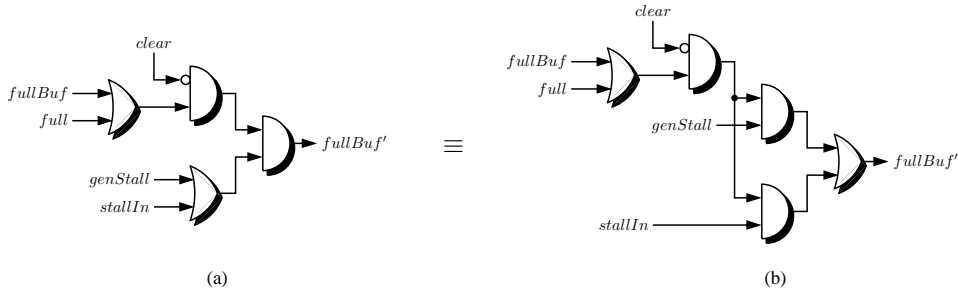 clear
fullBuf
full
fullBuf′
genStall
stallIn
(a)
≡
clear
fullBuf
full
genStall
fullBuf′
stallIn
(b)